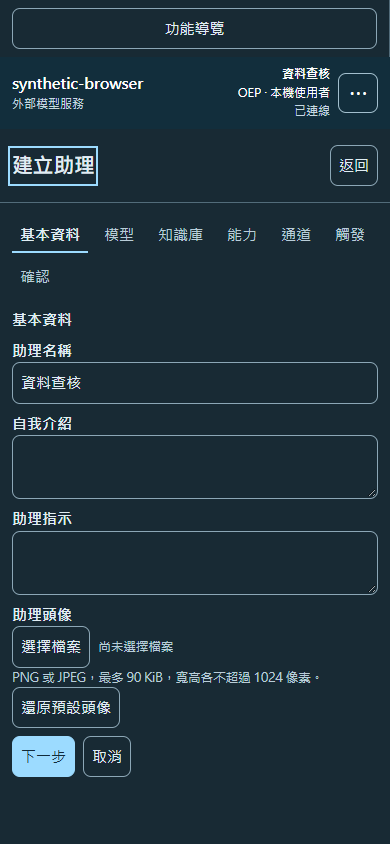 功能導覽
synthetic-browser
外部模型服務
資料查核
OEP · 本機使用者
已連線
···
建立助理
返回
基本資料 模型 知識庫 能力 通道 觸發
確認
基本資料
助理名稱
資料查核
自我介紹
助理指示
助理頭像
選擇檔案 尚未選擇檔案
PNG 或 JPEG，最多 90 KiB，寬高各不超過 1024 像素。
還原預設頭像
下一步 取消